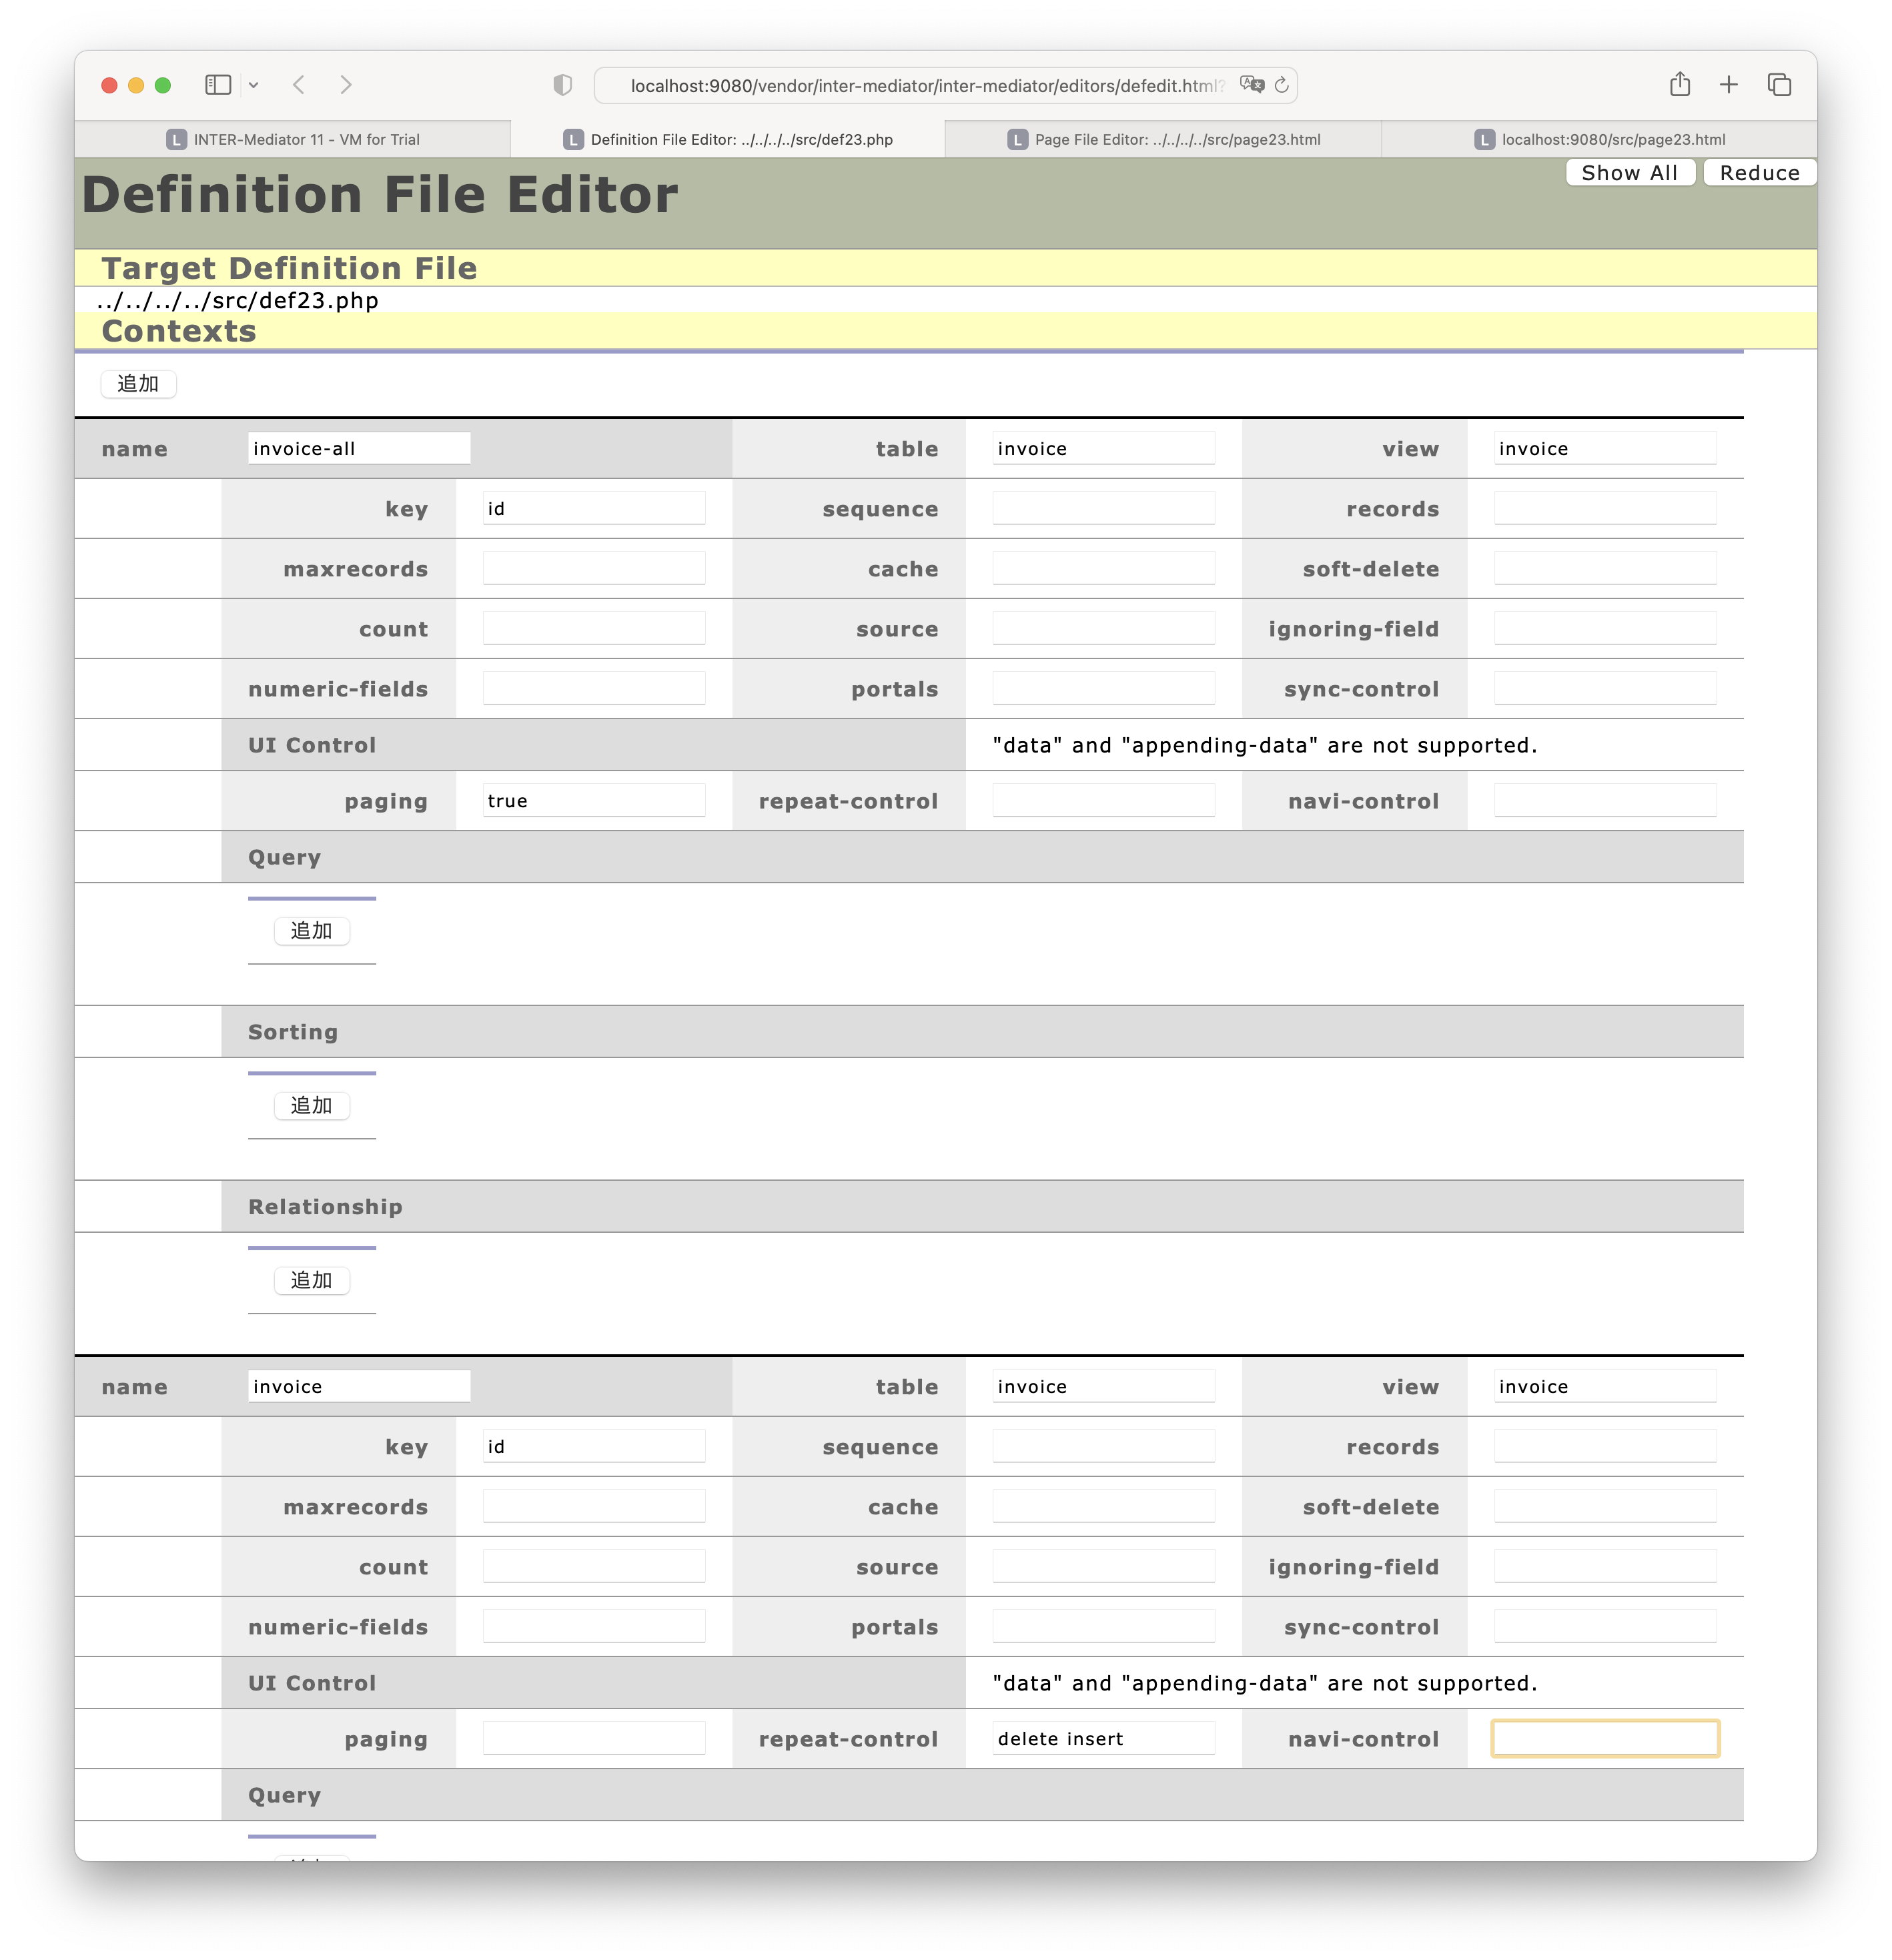 localhost:9080/vendor/inter-mediator/inter-mediator/editors/defedit.html?
L INTER-Mediator 11 - VM for Trial
L Definition File Editor: ../../../../src/def23.php
L Page File Editor: ../../../../src/page23.html
L localhost:9080/src/page23.html
Show All Reduce
Definition File Editor
Target Definition File
../../../../src/def23.php
Contexts
追加
name invoice-all table invoice view invoice
key id sequence records
maxrecords cache soft-delete
count source ignoring-field
numeric-fields portals sync-control
UI Control "data" and "appending-data" are not supported.
paging true repeat-control navi-control
Query
追加
Sorting
追加
Relationship
追加
name invoice table invoice view invoice
key id sequence records
maxrecords cache soft-delete
count source ignoring-field
numeric-fields portals sync-control
UI Control "data" and "appending-data" are not supported.
paging repeat-control delete insert navi-control
Query